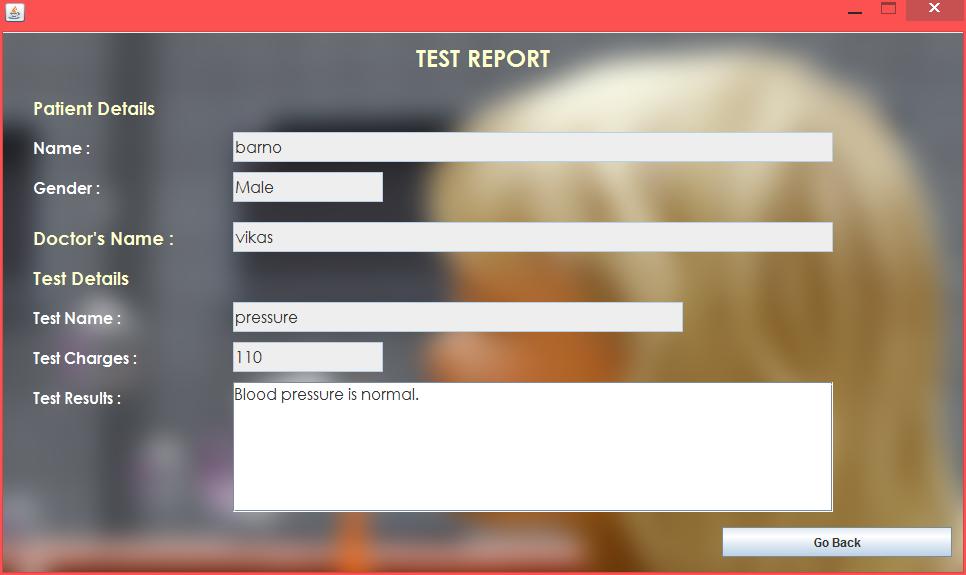 TEST REPORT
Patient Details
Name : barno
Gender : Male
Doctor's Name : vikas
Test Details
Test Name : pressure
Test Charges : 110
Test Results : Blood pressure is normal.
Go Back